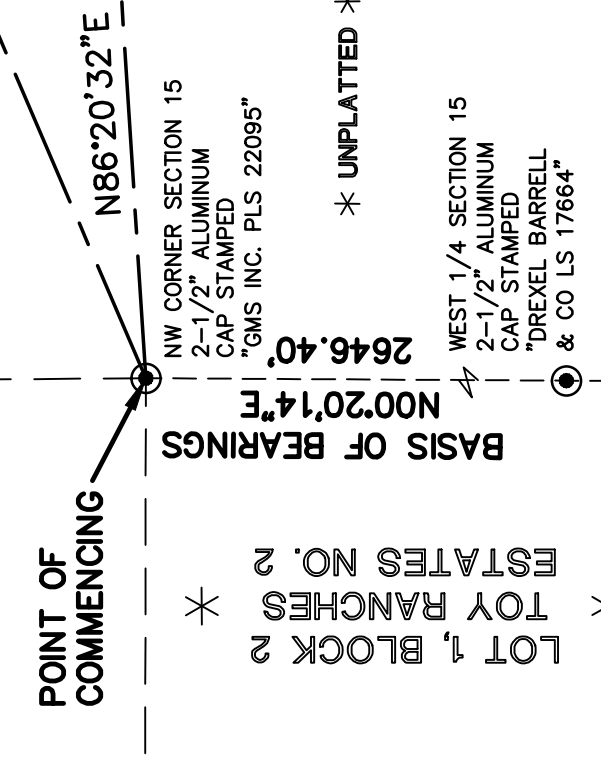 N86°20'32"E
NW CORNER SECTION 15
2-1/2" ALUMINUM
CAP STAMPED
"GMS INC. PLS 22095"
✳ UNPLATTED ✳
POINT OF
COMMENCING
2646.40'
N00°20'14"E
BASIS OF BEARINGS
WEST 1/4 SECTION 15
2-1/2" ALUMINUM
CAP STAMPED
"DREXEL BARRELL
& CO LS 17664"
LOT 1, BLOCK 2
TOY RANCHES
ESTATES NO. 2